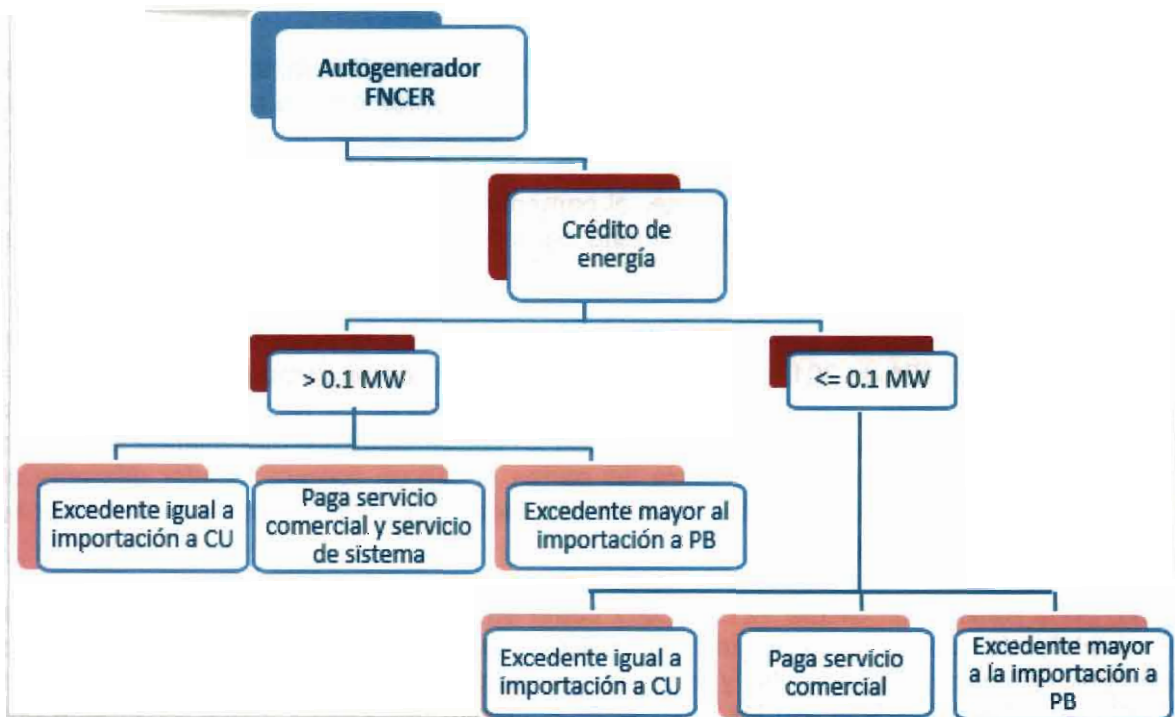 Autogenerador
FNCER
Crédito de
energía
> 0.1 MW
<= 0.1 MW
Excedente igual a
importación a CU
Paga servicio
comercial y servicio
de sistema
Excedente mayor al
importación a PB
Excedente igual a
importación a CU
Paga servicio
comercial
Excedente mayor
a la importación a
PB